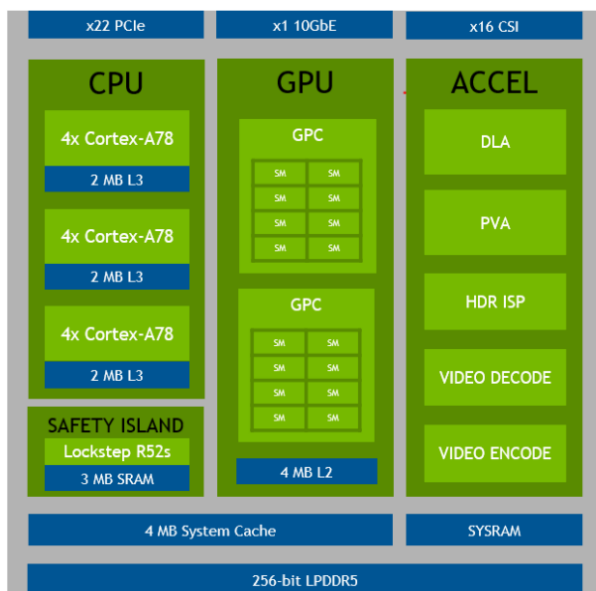 x22 PCIe
x1 10GbE
x16 CSI
CPU
4x Cortex-A78
2 MB L3
4x Cortex-A78
2 MB L3
4x Cortex-A78
2 MB L3
SAFETY ISLAND
Lockstep R52s
3 MB SRAM
GPU
GPC
SM SM
SM SM
SM SM
SM SM
GPC
SM SM
SM SM
SM SM
SM SM
4 MB L2
ACCEL
DLA
PVA
HDR ISP
VIDEO DECODE
VIDEO ENCODE
4 MB System Cache
SYSRAM
256-bit LPDDR5